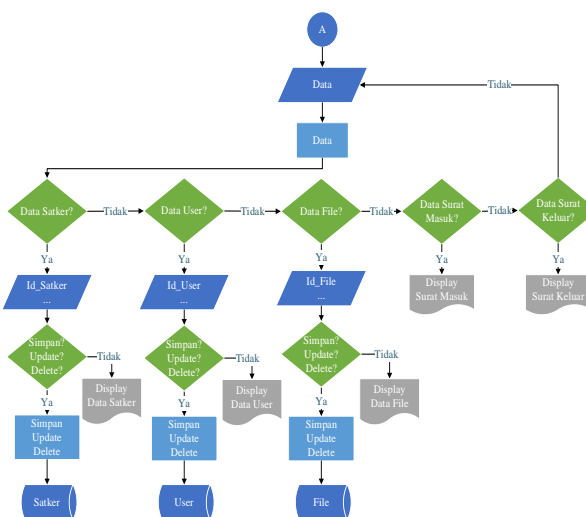 A
Data
Tidak
Data
Data Satker?
Tidak
Data User?
Tidak
Data File?
Tidak
Data Surat
Masuk?
Tidak
Data Surat
Keluar?
Ya
Ya
Ya
Ya
Ya
Id_Satker
...
Id_User
...
Id_File
...
Display
Surat Masuk
Display
Surat Keluar
Simpan?
Update?
Delete?
Tidak
Simpan?
Update?
Delete?
Tidak
Simpan?
Update?
Delete?
Tidak
Display
Data Satker
Display
Data User
Display
Data File
Ya
Ya
Ya
Simpan
Update
Delete
Simpan
Update
Delete
Simpan
Update
Delete
Satker
User
File